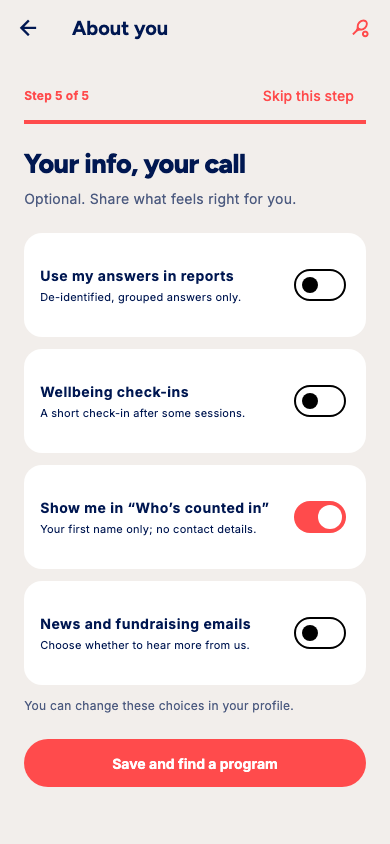 About you
Step 5 of 5
Skip this step
Your info, your call
Optional. Share what feels right for you.
Use my answers in reports
De-identified, grouped answers only.
Wellbeing check-ins
A short check-in after some sessions.
Show me in “Who’s counted in”
Your first name only; no contact details.
News and fundraising emails
Choose whether to hear more from us.
You can change these choices in your profile.
Save and find a program